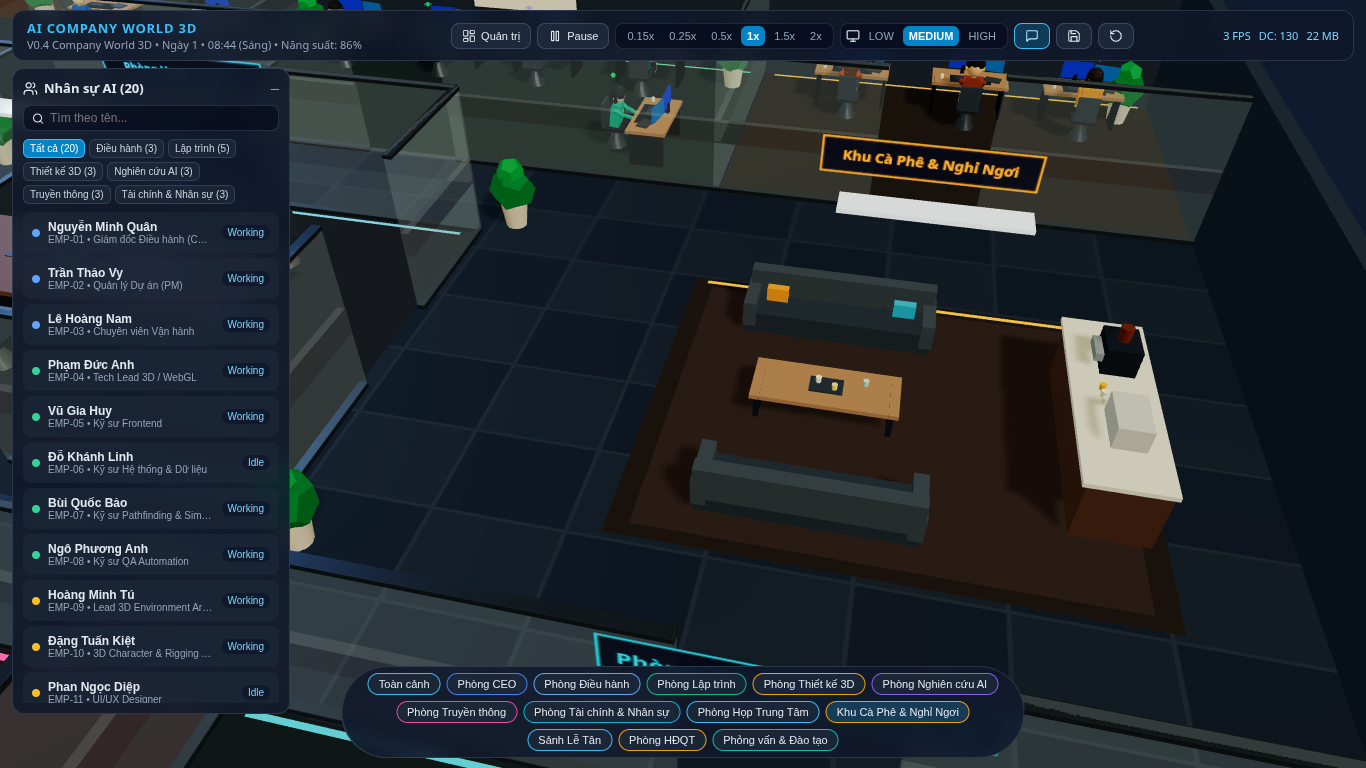 AI COMPANY WORLD 3D
V0.4 Company World 3D • Ngày 1 • 08:44 (Sáng) • Năng suất: 86%
Quản trị
Pause
0.15x 0.25x 0.5x 1x 1.5x 2x
LOW MEDIUM HIGH
3 FPS DC: 130 22 MB
Nhân sự AI (20)
Tìm theo tên...
Tất cả (20) Điều hành (3) Lập trình (5)
Thiết kế 3D (3) Nghiên cứu AI (3)
Truyền thông (3) Tài chính & Nhân sự (3)
Nguyễn Minh Quân
EMP-01 • Giám đốc Điều hành (C...
Working
Trần Thảo Vy
EMP-02 • Quản lý Dự án (PM)
Working
Lê Hoàng Nam
EMP-03 • Chuyên viên Vận hành
Working
Phạm Đức Anh
EMP-04 • Tech Lead 3D / WebGL
Working
Vũ Gia Huy
EMP-05 • Kỹ sư Frontend
Working
Đỗ Khánh Linh
EMP-06 • Kỹ sư Hệ thống & Dữ liệu
Idle
Bùi Quốc Bảo
EMP-07 • Kỹ sư Pathfinding & Sim...
Working
Ngô Phương Anh
EMP-08 • Kỹ sư QA Automation
Working
Hoàng Minh Tú
EMP-09 • Lead 3D Environment Ar...
Working
Đặng Tuấn Kiệt
EMP-10 • 3D Character & Rigging ...
Working
Phan Ngọc Diệp
EMP-11 • UI/UX Designer
Idle
Khu Cà Phê & Nghỉ Ngơi
Toàn cảnh Phòng CEO Phòng Điều hành Phòng Lập trình Phòng Thiết kế 3D Phòng Nghiên cứu AI
Phòng Truyền thông Phòng Tài chính & Nhân sự Phòng Họp Trung Tâm Khu Cà Phê & Nghỉ Ngơi
Sảnh Lễ Tân Phòng HĐQT Phỏng vấn & Đào tạo